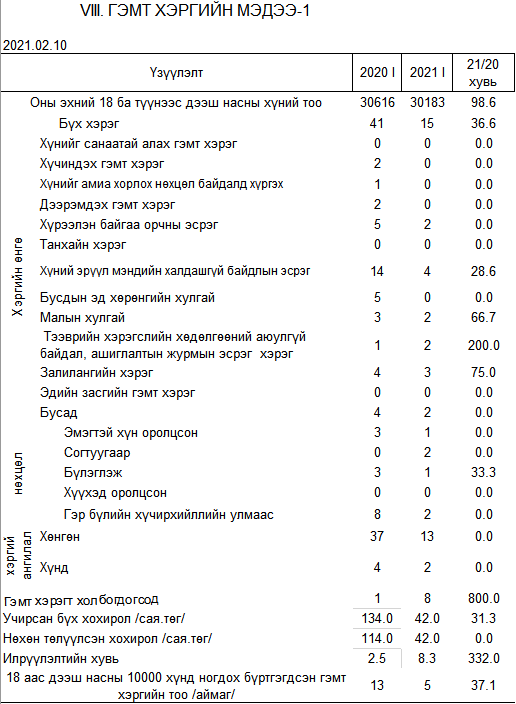 VIII. ГЭМТ ХЭРГИЙН МЭДЭЭ-1
2021.02.10
Үзүүлэлт 2020 I 2021 I 21/20 хувь
Оны эхний 18 ба түүнээс дээш насны хүний тоо 30616 30183 98.6
Бүх хэрэг 41 15 36.6
Хэргийн өнгө
Хүнийг санаатай алах гэмт хэрэг 0 0 0.0
Хүчиндэх гэмт хэрэг 2 0 0.0
Хүнийг амиа хорлох нөхцөл байдалд хүргэх 1 0 0.0
Дээрэмдэх гэмт хэрэг 2 0 0.0
Хүрээлэн байгаа орчны эсрэг 5 2 0.0
Танхайн хэрэг 0 0 0.0
Хүний эрүүл мэндийн халдашгүй байдлын эсрэг 14 4 28.6
Бусдын эд хөрөнгийн хулгай 5 0 0.0
Малын хулгай 3 2 66.7
Тээврийн хэрэгслийн хөдөлгөөний аюулгүй
байдал, ашиглалтын журмын эсрэг хэрэг 1 2 200.0
Залилангийн хэрэг 4 3 75.0
Эдийн засгийн гэмт хэрэг 0 0 0.0
Бусад 4 2 0.0
нөхцөл
Эмэгтэй хүн оролцсон 3 1 0.0
Согтуугаар 0 2 0.0
Бүлэглэж 3 1 33.3
Хүүхэд оролцсон 0 0 0.0
Гэр бүлийн хүчирхийллийн улмаас 8 2 0.0
хэргий
ангилал
Хөнгөн 37 13 0.0
Хүнд 4 2 0.0
Гэмт хэрэгт холбогдогсод 1 8 800.0
Учирсан бүх хохирол /сая.төг/ 134.0 42.0 31.3
Нөхөн төлүүлсэн хохирол /сая.төг/ 114.0 42.0 0.0
Илрүүлэлтийн хувь 2.5 8.3 332.0
18 аас дээш насны 10000 хүнд ногдох бүртгэгдсэн гэмт
хэргийн тоо /аймаг/ 13 5 37.1